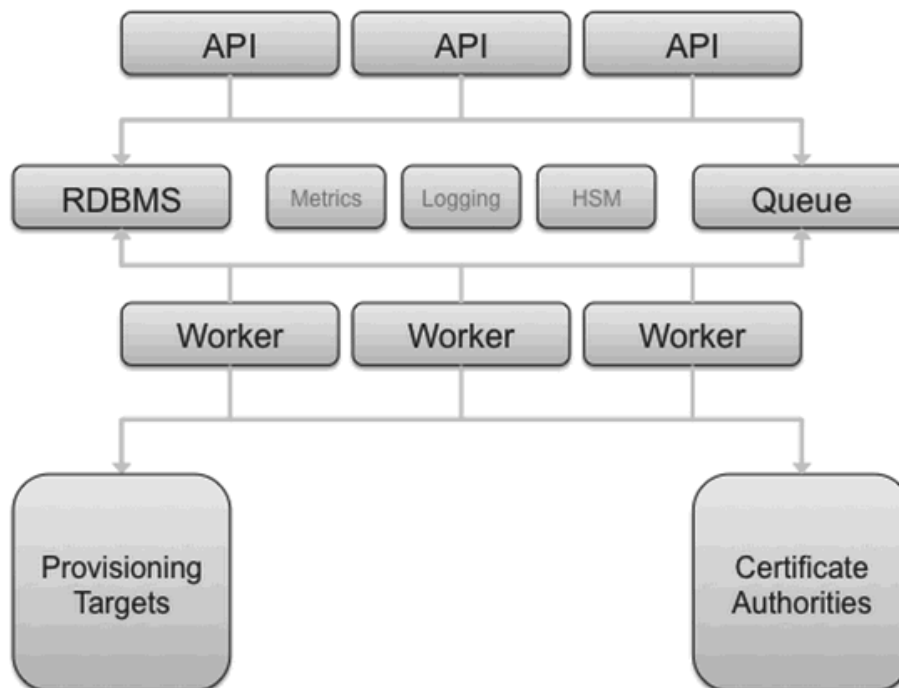 API
API
API
RDBMS
Metrics
Logging
HSM
Queue
Worker
Worker
Worker
Provisioning
Targets
Certificate
Authorities